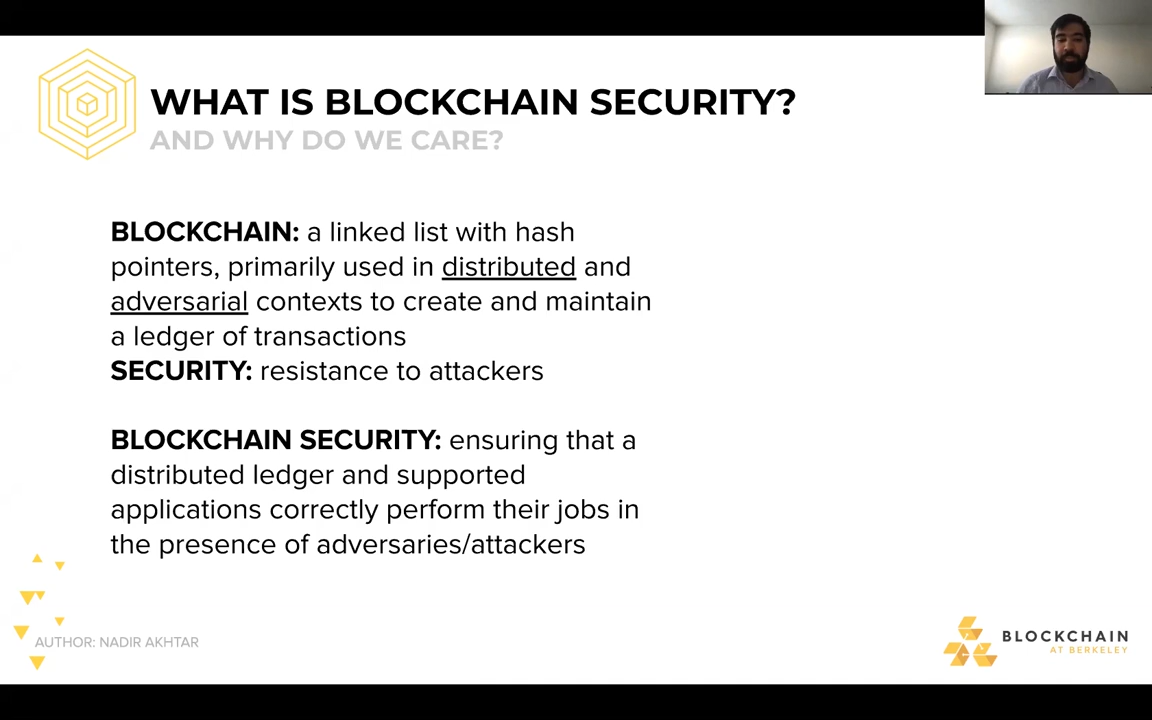 WHAT IS BLOCKCHAIN SECURITY?
AND WHY DO WE CARE?
BLOCKCHAIN: a linked list with hash
pointers, primarily used in distributed and
adversarial contexts to create and maintain
a ledger of transactions
SECURITY: resistance to attackers
BLOCKCHAIN SECURITY: ensuring that a
distributed ledger and supported
applications correctly perform their jobs in
the presence of adversaries/attackers
AUTHOR: NADIR AKHTAR
BLOCKCHAIN
AT BERKELEY